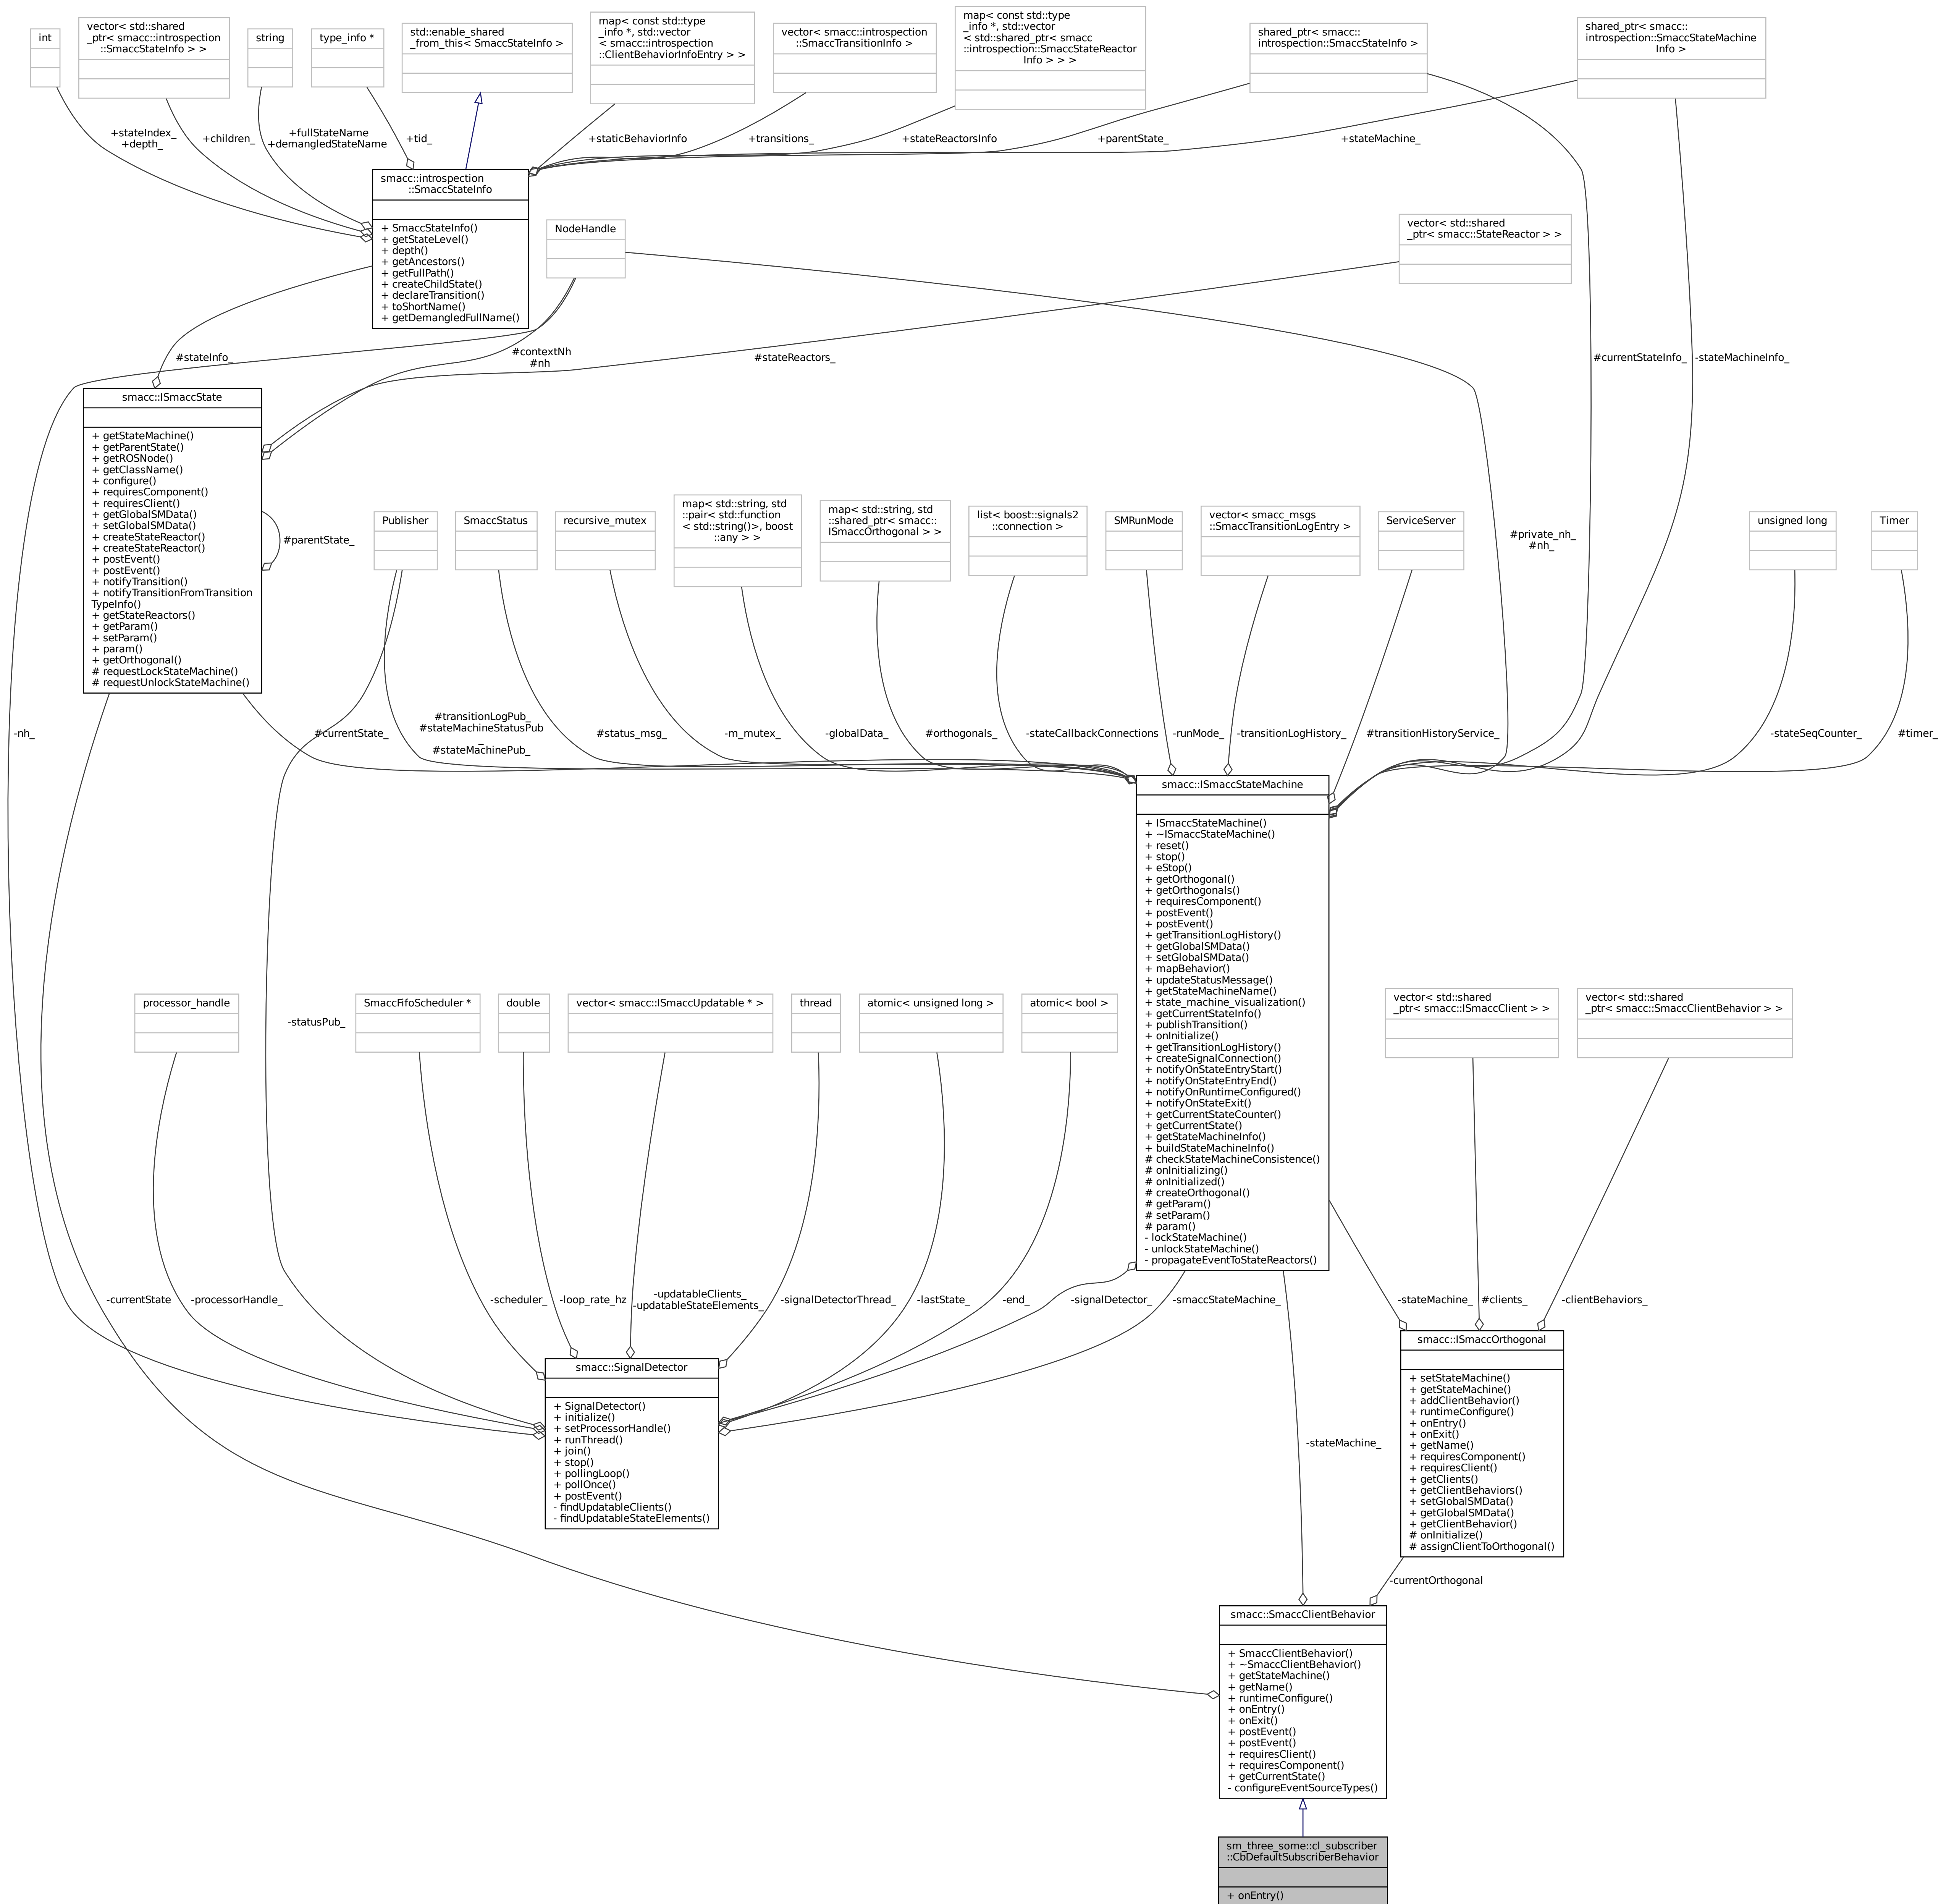 int
vector< std::shared
_ptr< smacc::introspection
::SmaccStateInfo > >
string
type_info *
std::enable_shared
_from_this< SmaccStateInfo >
map< const std::type
_info *, std::vector
< smacc::introspection
::ClientBehaviorInfoEntry > >
vector< smacc::introspection
::SmaccTransitionInfo >
map< const std::type
_info *, std::vector
< std::shared_ptr< smacc
::introspection::SmaccStateReactor
Info > > >
shared_ptr< smacc::
introspection::SmaccStateInfo >
shared_ptr< smacc::
introspection::SmaccStateMachine
Info >
+stateIndex_
+depth_
+children_
+fullStateName
+demangledStateName
+tid_
+staticBehaviorInfo
+transitions_
+stateReactorsInfo
+parentState_
+stateMachine_
smacc::introspection
::SmaccStateInfo
+ SmaccStateInfo()
+ getStateLevel()
+ depth()
+ getAncestors()
+ getFullPath()
+ createChildState()
+ declareTransition()
+ toShortName()
+ getDemangledFullName()
NodeHandle
vector< std::shared
_ptr< smacc::StateReactor > >
#stateInfo_
#contextNh
#nh
#stateReactors_
#currentStateInfo_
-stateMachineInfo_
smacc::ISmaccState
+ getStateMachine()
+ getParentState()
+ getROSNode()
+ getClassName()
+ configure()
+ requiresComponent()
+ requiresClient()
+ getGlobalSMData()
+ setGlobalSMData()
+ createStateReactor()
+ createStateReactor()
+ postEvent()
+ postEvent()
+ notifyTransition()
+ notifyTransitionFromTransition
TypeInfo()
+ getStateReactors()
+ getParam()
+ setParam()
+ param()
+ getOrthogonal()
# requestLockStateMachine()
# requestUnlockStateMachine()
#parentState_
Publisher
SmaccStatus
recursive_mutex
map< std::string, std
::pair< std::function
< std::string()>, boost
::any > >
map< std::string, std
::shared_ptr< smacc::
ISmaccOrthogonal > >
list< boost::signals2
::connection >
SMRunMode
vector< smacc_msgs
::SmaccTransitionLogEntry >
ServiceServer
#private_nh_
#nh_
unsigned long
Timer
-nh_
#currentState_
#transitionLogPub_
#stateMachineStatusPub
_
#stateMachinePub_
#status_msg_
-m_mutex_
-globalData_
#orthogonals_
-stateCallbackConnections
-runMode_
-transitionLogHistory_
#transitionHistoryService_
-stateSeqCounter_
#timer_
smacc::ISmaccStateMachine
+ ISmaccStateMachine()
+ ~ISmaccStateMachine()
+ reset()
+ stop()
+ eStop()
+ getOrthogonal()
+ getOrthogonals()
+ requiresComponent()
+ postEvent()
+ postEvent()
+ getTransitionLogHistory()
+ getGlobalSMData()
+ setGlobalSMData()
+ mapBehavior()
+ updateStatusMessage()
+ getStateMachineName()
+ state_machine_visualization()
+ getCurrentStateInfo()
+ publishTransition()
+ onInitialize()
+ getTransitionLogHistory()
+ createSignalConnection()
+ notifyOnStateEntryStart()
+ notifyOnStateEntryEnd()
+ notifyOnRuntimeConfigured()
+ notifyOnStateExit()
+ getCurrentStateCounter()
+ getCurrentState()
+ getStateMachineInfo()
+ buildStateMachineInfo()
# checkStateMachineConsistence()
# onInitializing()
# onInitialized()
# createOrthogonal()
# getParam()
# setParam()
# param()
- lockStateMachine()
- unlockStateMachine()
- propagateEventToStateReactors()
processor_handle
-statusPub_
SmaccFifoScheduler *
double
vector< smacc::ISmaccUpdatable * >
thread
atomic< unsigned long >
atomic< bool >
vector< std::shared
_ptr< smacc::ISmaccClient > >
vector< std::shared
_ptr< smacc::SmaccClientBehavior > >
-currentState
-processorHandle_
-scheduler_
-loop_rate_hz
-updatableClients_
-updatableStateElements_
-signalDetectorThread_
-lastState_
-end_
-signalDetector_
-smaccStateMachine_
-stateMachine_
#clients_
-clientBehaviors_
smacc::SignalDetector
+ SignalDetector()
+ initialize()
+ setProcessorHandle()
+ runThread()
+ join()
+ stop()
+ pollingLoop()
+ pollOnce()
+ postEvent()
- findUpdatableClients()
- findUpdatableStateElements()
-stateMachine_
smacc::ISmaccOrthogonal
+ setStateMachine()
+ getStateMachine()
+ addClientBehavior()
+ runtimeConfigure()
+ onEntry()
+ onExit()
+ getName()
+ requiresComponent()
+ requiresClient()
+ getClients()
+ getClientBehaviors()
+ setGlobalSMData()
+ getGlobalSMData()
+ getClientBehavior()
# onInitialize()
# assignClientToOrthogonal()
-currentOrthogonal
smacc::SmaccClientBehavior
+ SmaccClientBehavior()
+ ~SmaccClientBehavior()
+ getStateMachine()
+ getName()
+ runtimeConfigure()
+ onEntry()
+ onExit()
+ postEvent()
+ postEvent()
+ requiresClient()
+ requiresComponent()
+ getCurrentState()
- configureEventSourceTypes()
sm_three_some::cl_subscriber
::CbDefaultSubscriberBehavior
+ onEntry()